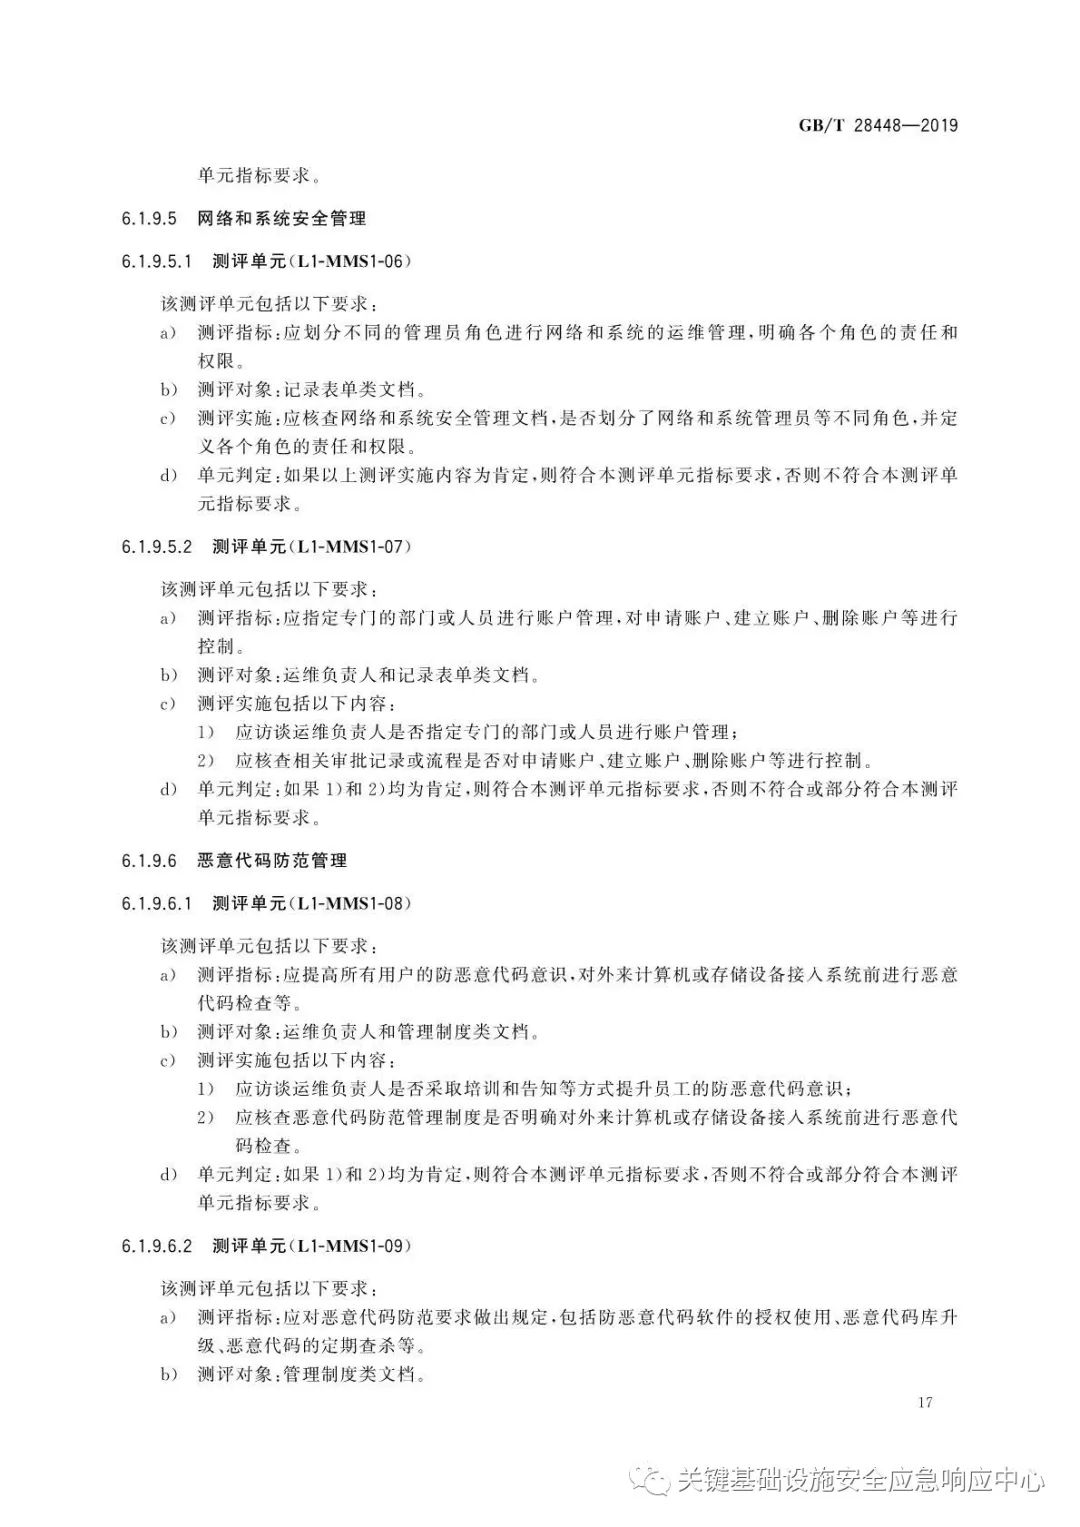 GB/T 28448—2019
单元指标要求。
6.1.9.5 网络和系统安全管理
6.1.9.5.1 测评单元(L1-MMS1-06)
该测评单元包括以下要求:
a) 测评指标:应划分不同的管理员角色进行网络和系统的运维管理,明确各个角色的责任和
权限。
b) 测评对象:记录表单类文档。
c) 测评实施:应核查网络和系统安全管理文档,是否划分了网络和系统管理员等不同角色,并定
义各个角色的责任和权限。
d) 单元判定:如果以上测评实施内容为肯定,则符合本测评单元指标要求,否则不符合本测评单
元指标要求。
6.1.9.5.2 测评单元(L1-MMS1-07)
该测评单元包括以下要求:
a) 测评指标:应指定专门的部门或人员进行账户管理,对申请账户、建立账户、删除账户等进行
控制。
b) 测评对象:运维负责人和记录表单类文档。
c) 测评实施包括以下内容:
1) 应访谈运维负责人是否指定专门的部门或人员进行账户管理;
2) 应核查相关审批记录或流程是否对申请账户、建立账户、删除账户等进行控制。
d) 单元判定:如果 1)和 2)均为肯定,则符合本测评单元指标要求,否则不符合或部分符合本测评
单元指标要求。
6.1.9.6 恶意代码防范管理
6.1.9.6.1 测评单元(L1-MMS1-08)
该测评单元包括以下要求:
a) 测评指标:应提高所有用户的防恶意代码意识,对外来计算机或存储设备接入系统前进行恶意
代码检查等。
b) 测评对象:运维负责人和管理制度类文档。
c) 测评实施包括以下内容:
1) 应访谈运维负责人是否采取培训和告知等方式提升员工的防恶意代码意识;
2) 应核查恶意代码防范管理制度是否明确对外来计算机或存储设备接入系统前进行恶意代
码检查。
d) 单元判定:如果 1)和 2)均为肯定,则符合本测评单元指标要求,否则不符合或部分符合本测评
单元指标要求。
6.1.9.6.2 测评单元(L1-MMS1-09)
该测评单元包括以下要求:
a) 测评指标:应对恶意代码防范要求做出规定,包括防恶意代码软件的授权使用、恶意代码库升
级、恶意代码的定期查杀等。
b) 测评对象:管理制度类文档。
17
关键基础设施安全应急响应中心